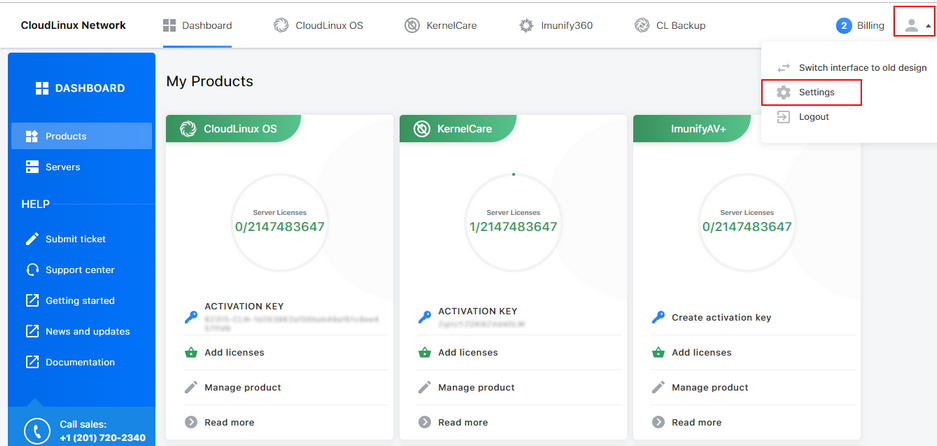 CloudLinux Network
Dashboard
CloudLinux OS
KernelCare
Imunify360
CL Backup
2
Billing
Switch interface to old design
Settings
Logout
DASHBOARD
Products
Servers
HELP
Submit ticket
Support center
Getting started
News and updates
Documentation
Call sales:
+1 (201) 720-2340
My Products
CloudLinux OS
Server Licenses
0/2147483647
ACTIVATION KEY
Add licenses
Manage product
Read more
KernelCare
Server Licenses
1/2147483647
ACTIVATION KEY
Add licenses
Manage product
Read more
ImunifyAV+
Server Licenses
0/2147483647
Create activation key
Add licenses
Manage product
Read more